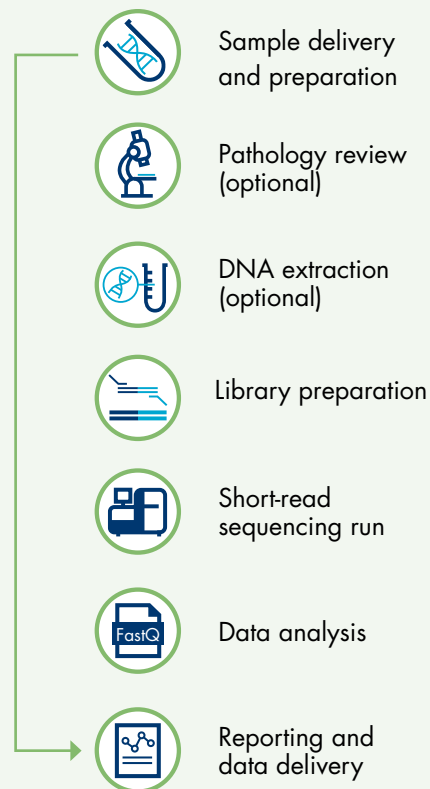 Sample delivery
and preparation
Pathology review
(optional)
DNA extraction
(optional)
Library preparation
Short-read
sequencing run
FastQ
Data analysis
Reporting and
data delivery